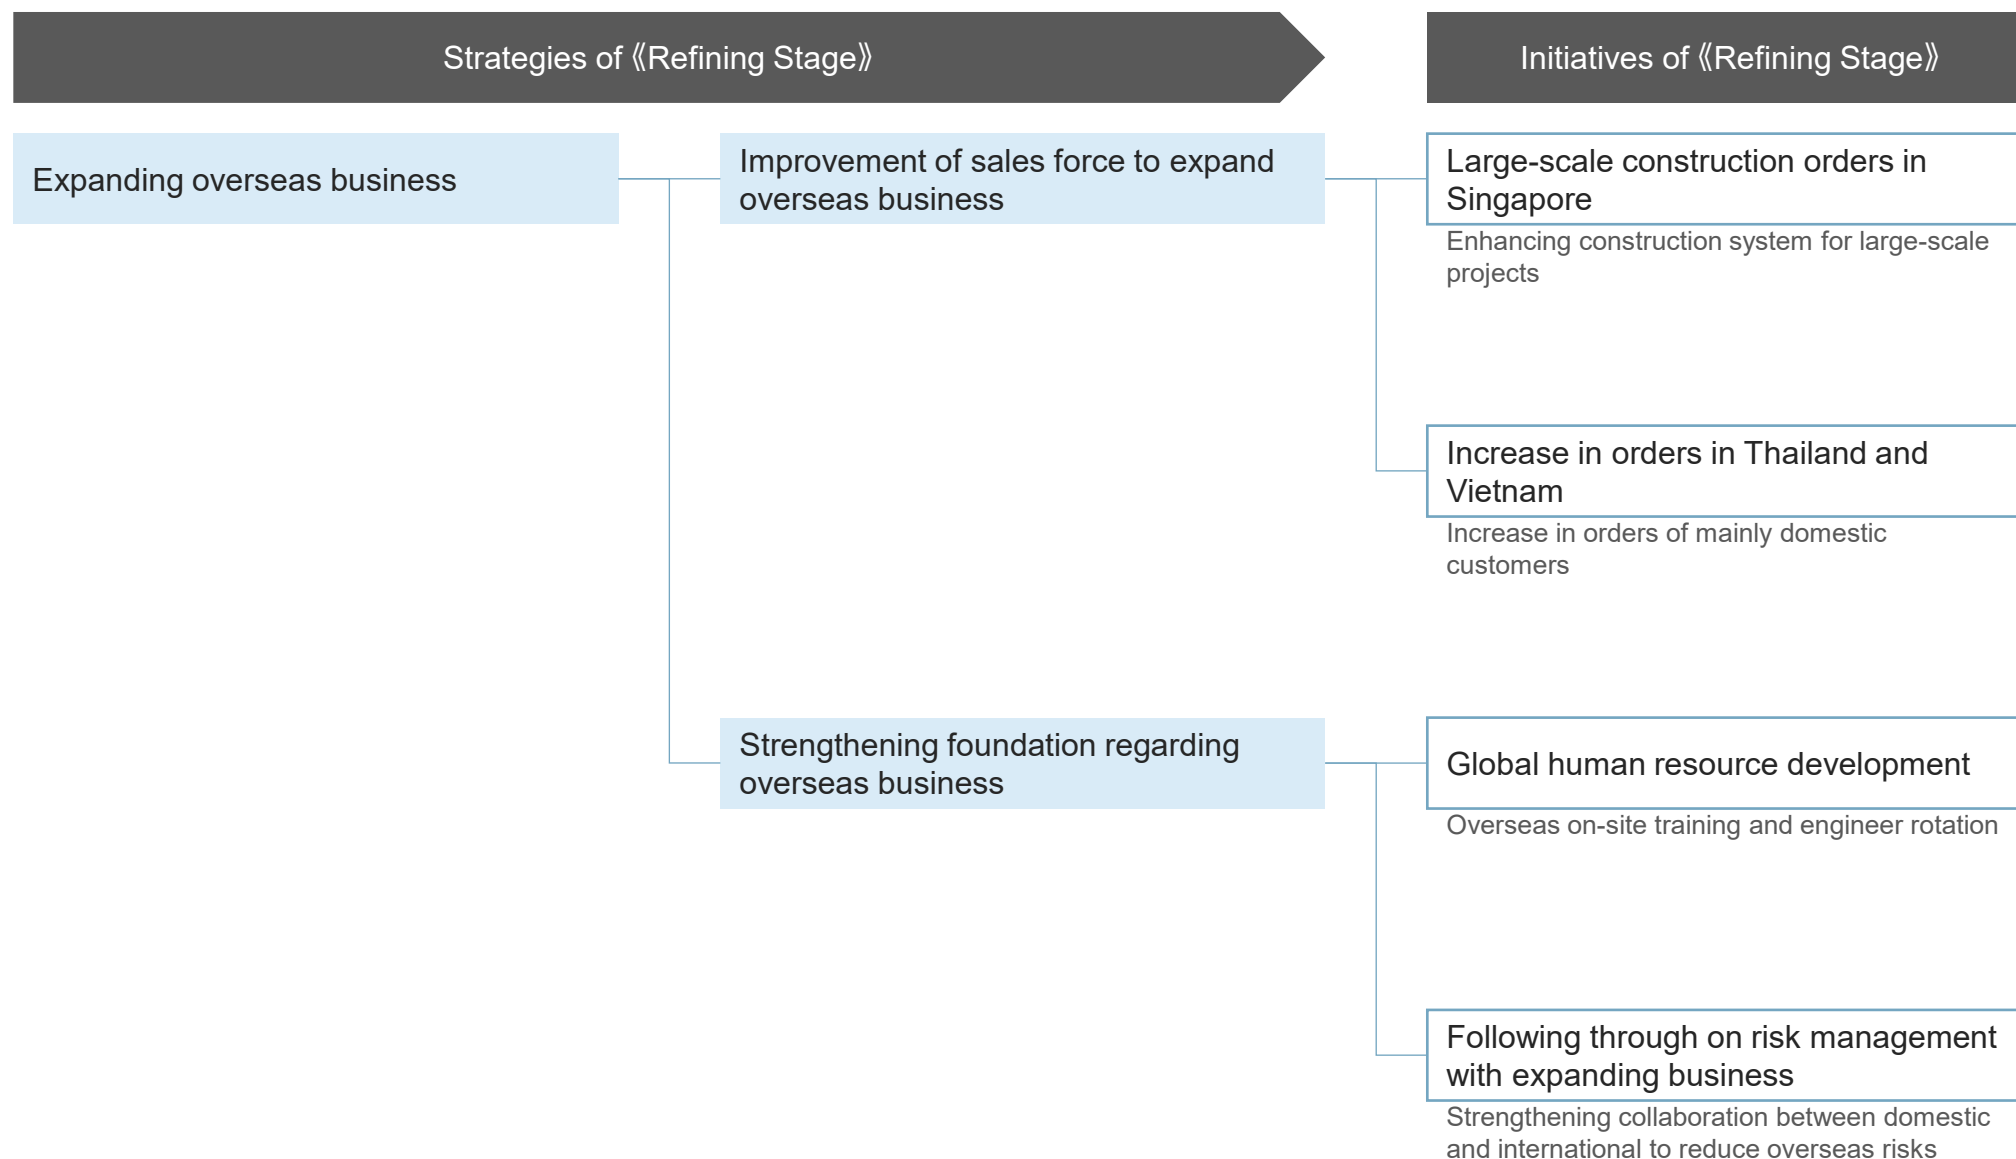 Strategies of 《Refining Stage》
Initiatives of 《Refining Stage》
Expanding overseas business
Improvement of sales force to expand
overseas business
Large-scale construction orders in
Singapore
Enhancing construction system for large-scale
projects
Increase in orders in Thailand and
Vietnam
Increase in orders of mainly domestic
customers
Strengthening foundation regarding
overseas business
Global human resource development
Overseas on-site training and engineer rotation
Following through on risk management
with expanding business
Strengthening collaboration between domestic
and international to reduce overseas risks